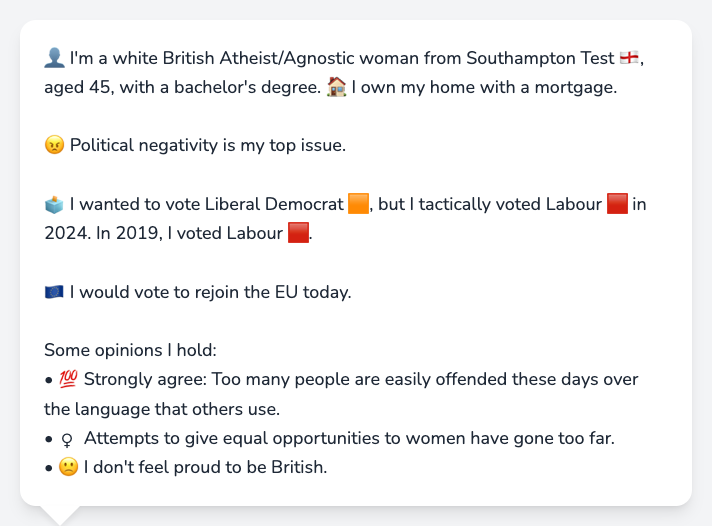 👤 I'm a white British Atheist/Agnostic woman from Southampton Test 🏴󠁧󠁢󠁥󠁮󠁧󠁿,
aged 45, with a bachelor's degree. 🏠 I own my home with a mortgage.
😠 Political negativity is my top issue.
🗳️ I wanted to vote Liberal Democrat 🟧, but I tactically voted Labour 🟥 in
2024. In 2019, I voted Labour 🟥.
🇪🇺 I would vote to rejoin the EU today.
Some opinions I hold:
• 💯 Strongly agree: Too many people are easily offended these days over
the language that others use.
• ♀ Attempts to give equal opportunities to women have gone too far.
• 🙁 I don't feel proud to be British.